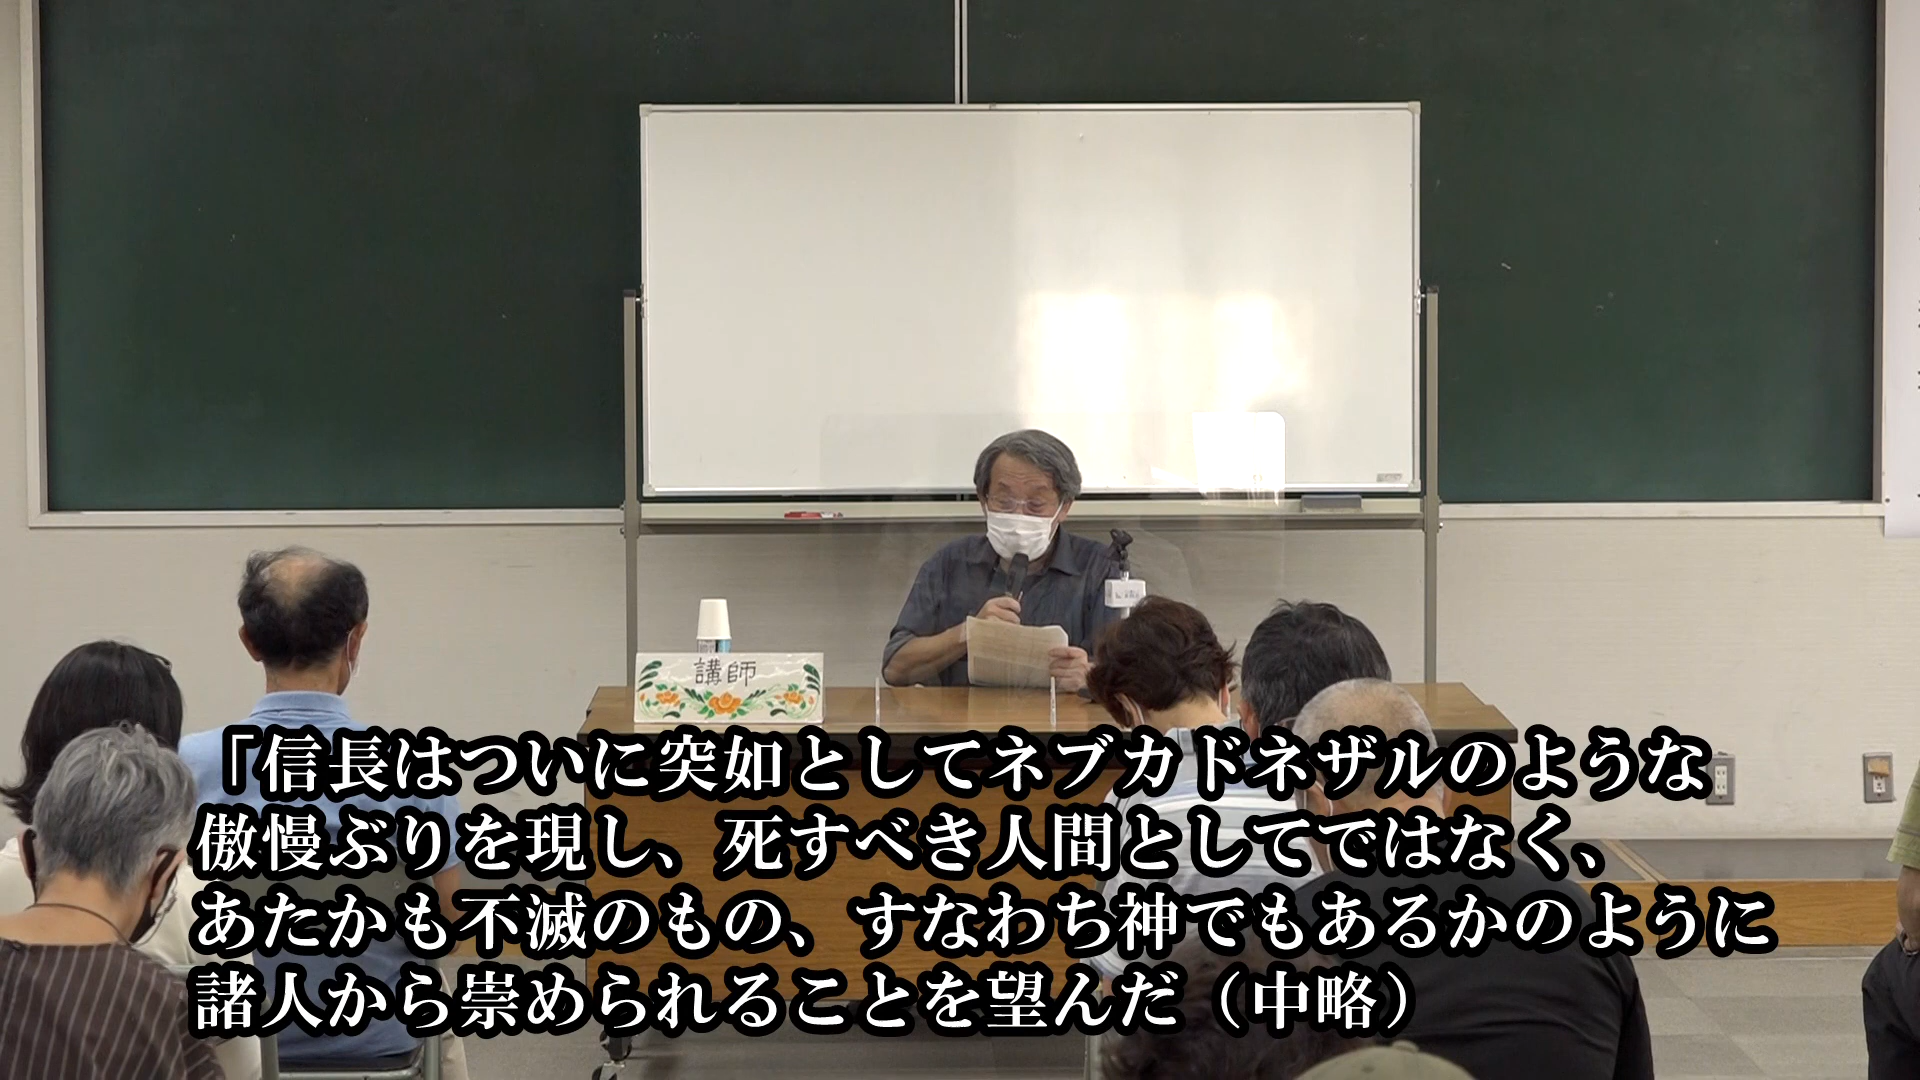 講師
「信長はついに突如としてネブカドネザルのような
傲慢ぶりを現し、死すべき人間としてではなく、
あたかも不滅のもの、すなわち神でもあるかのように
諸人から崇められることを望んだ（中略）